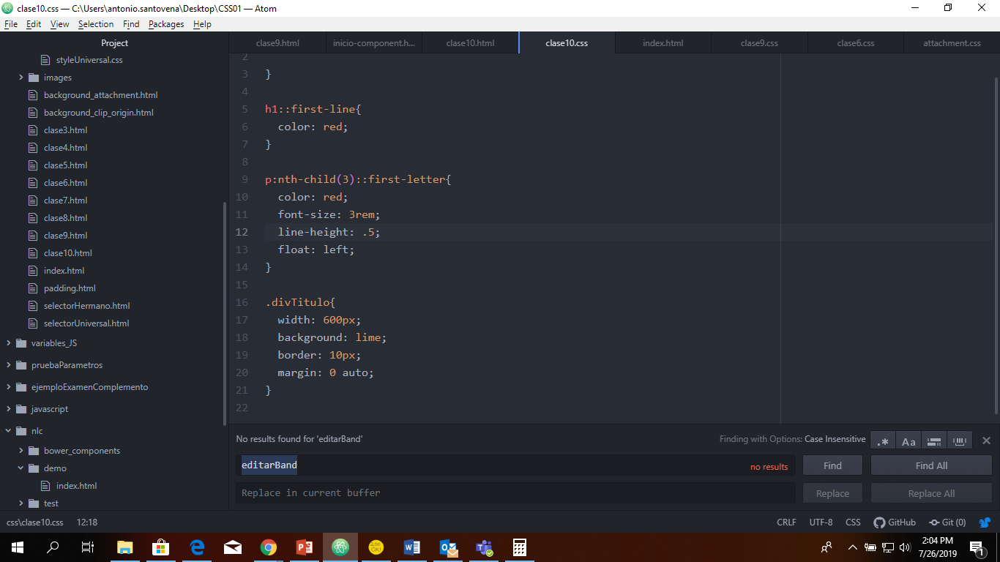 clase10.css — C:\Users\antonio.santovena\Desktop\CSS01 — Atom
File Edit View Selection Find Packages Help
Project
styleUniversal.css
images
background_attachment.html
background_clip_origin.html
clase3.html
clase4.html
clase5.html
clase6.html
clase7.html
clase8.html
clase9.html
clase10.html
index.html
padding.html
selectorHermano.html
selectorUniversal.html
variables_JS
pruebaParametros
ejemploExamenComplemento
javascript
nlc
bower_components
demo
index.html
test
clase9.html inicio-component.h... clase10.html clase10.css index.html clase9.css clase6.css attachment.css
2
3 }
4
5 h1::first-line{
6 color: red;
7 }
8
9 p:nth-child(3)::first-letter{
10 color: red;
11 font-size: 3rem;
12 line-height: .5;
13 float: left;
14 }
15
16 .divTitulo{
17 width: 600px;
18 background: lime;
19 border: 10px;
20 margin: 0 auto;
21 }
22
No results found for 'editarBand' Finding with Options: Case Insensitive .* Aa
editarBand no results Find Find All
Replace in current buffer Replace Replace All
css\clase10.css 12:18 CRLF UTF-8 CSS GitHub Git (0)
2:04 PM
7/26/2019
1